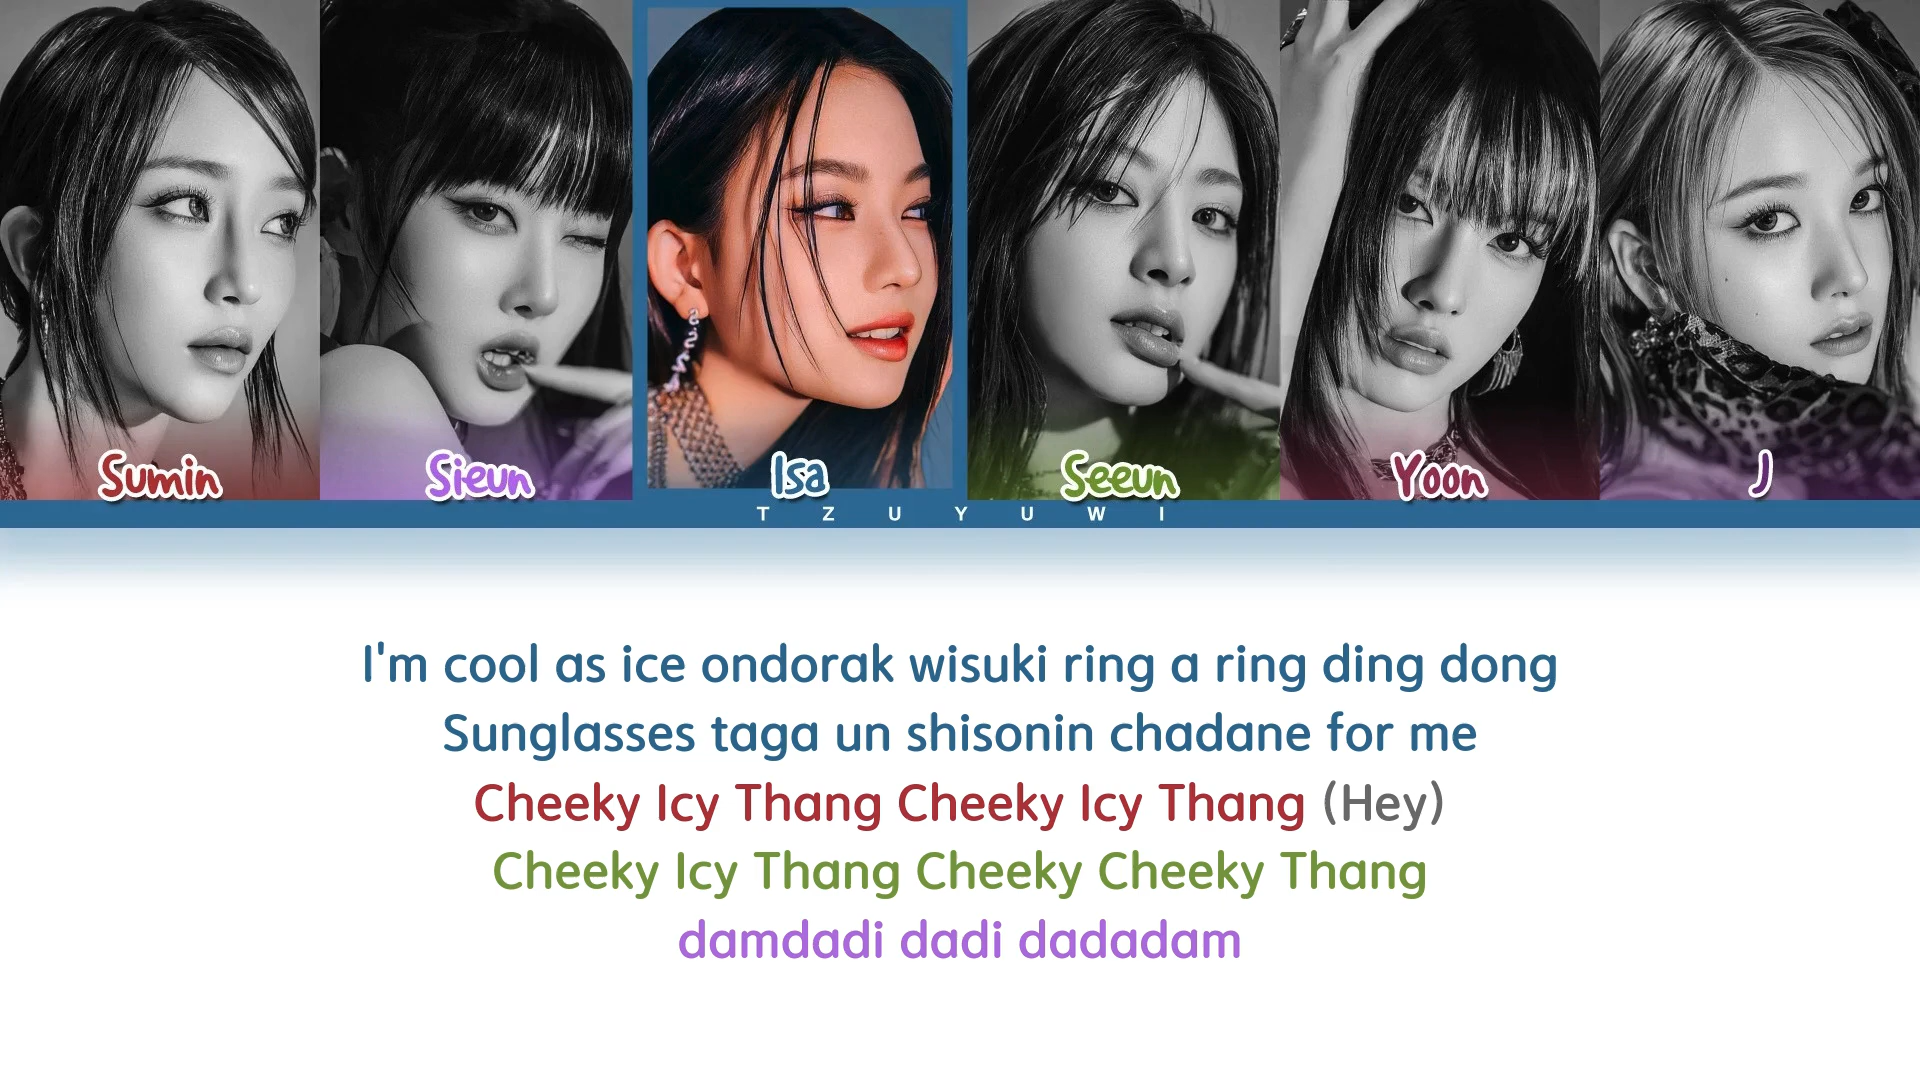 Sumin
Sieun
Isa
Seeun
Yoon
J
TZUYUWI
I'm cool as ice ondorak wisuki ring a ring ding dong
Sunglasses taga un shisonin chadane for me
Cheeky Icy Thang Cheeky Icy Thang (Hey)
Cheeky Icy Thang Cheeky Cheeky Thang
damdadi dadi dadadam